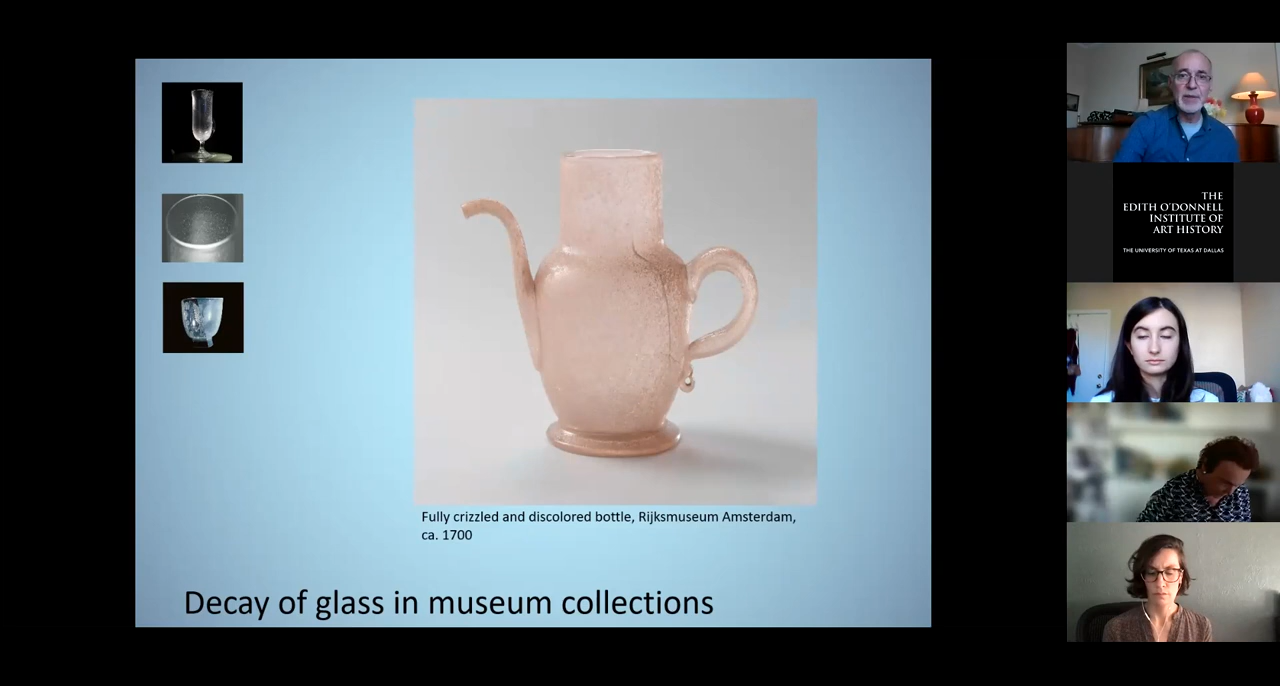 Fully crizzled and discolored bottle, Rijksmuseum Amsterdam,
ca. 1700
Decay of glass in museum collections
THE
EDITH O'DONNELL
INSTITUTE OF
ART HISTORY
THE UNIVERSITY OF TEXAS AT DALLAS